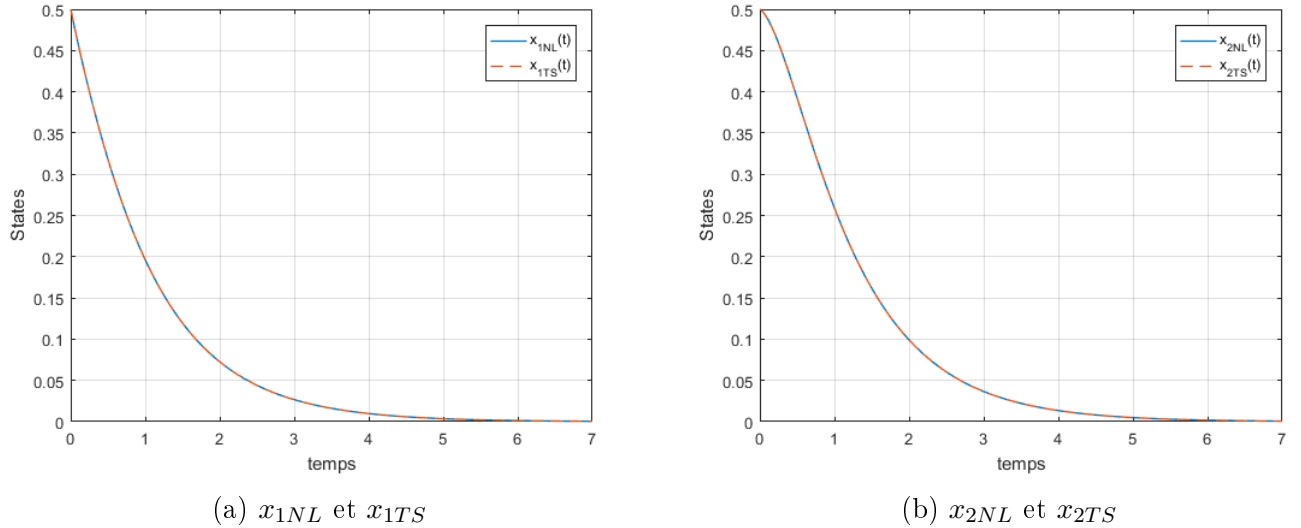 0.5
0.45
0.4
0.35
0.3
0.25
0.2
0.15
0.1
0.05
0
States
x1NL(t)
x1TS(t)
0 1 2 3 4 5 6 7
temps
(a) x1NL et x1TS
0.5
0.45
0.4
0.35
0.3
0.25
0.2
0.15
0.1
0.05
0
States
x2NL(t)
x2TS(t)
0 1 2 3 4 5 6 7
temps
(b) x2NL et x2TS